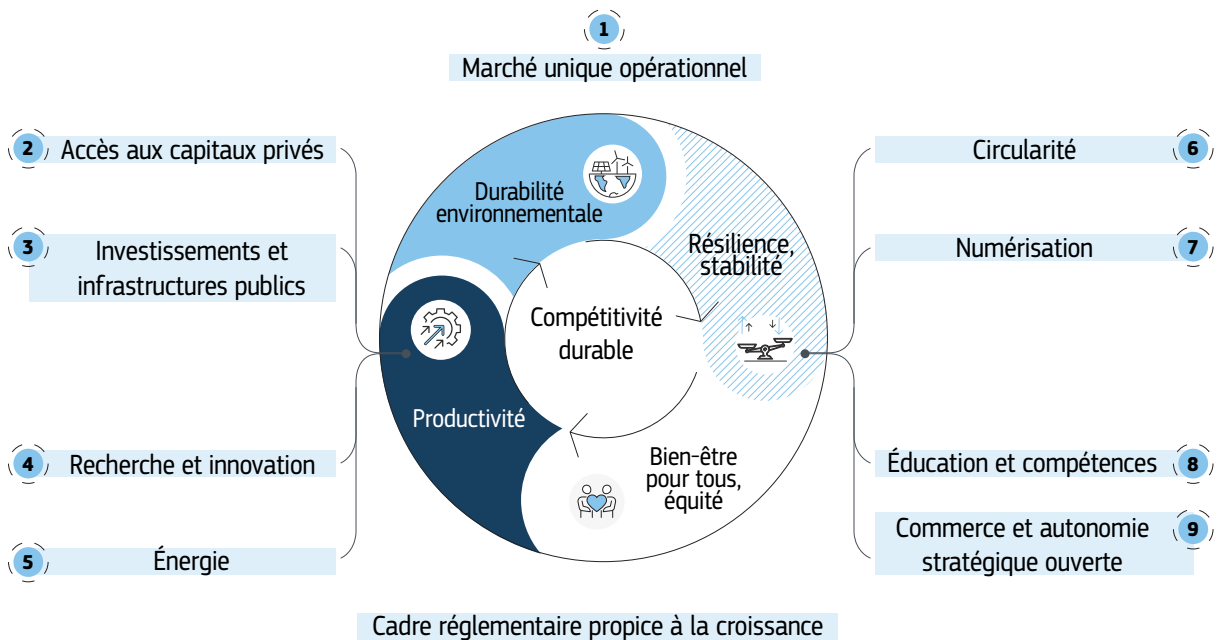 1
Marché unique opérationnel
2 Accès aux capitaux privés
3 Investissements et
infrastructures publics
4 Recherche et innovation
5 Énergie
Durabilité
environnementale
Résilience,
stabilité
Compétitivité
durable
Productivité
Bien-être
pour tous,
équité
Circularité 6
Numérisation 7
Éducation et compétences 8
Commerce et autonomie 9
stratégique ouverte
Cadre réglementaire propice à la croissance